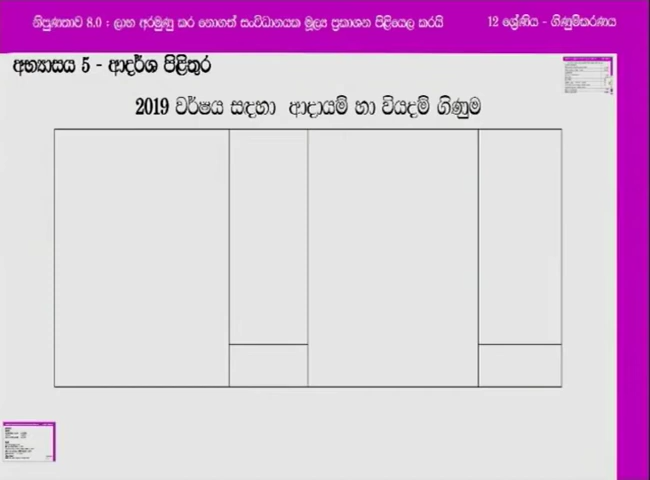 නිපුණතාව 8.0 : ලාභ අරමුණු කර නොගත් සංවිධානයක මූල්‍ය ප්‍රකාශන පිළියෙල කරයි
12 ශ්‍රේණිය - ගිණුම්කරණය
අභ්‍යාසය 5 - ආදර්ශ පිළිතුර
2019 වර්ෂය සඳහා ආදායම් හා වියදම් ගිණුම